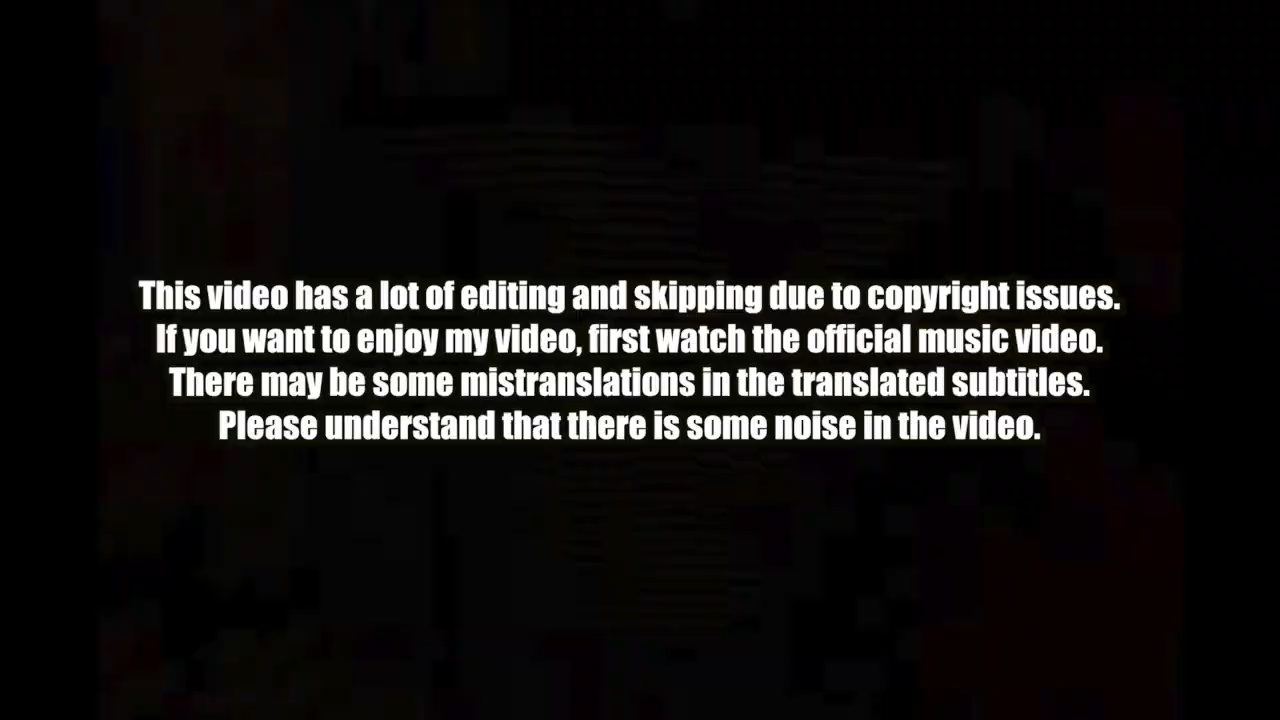 This video has a lot of editing and skipping due to copyright issues.
If you want to enjoy my video, first watch the official music video.
There may be some mistranslations in the translated subtitles.
Please understand that there is some noise in the video.